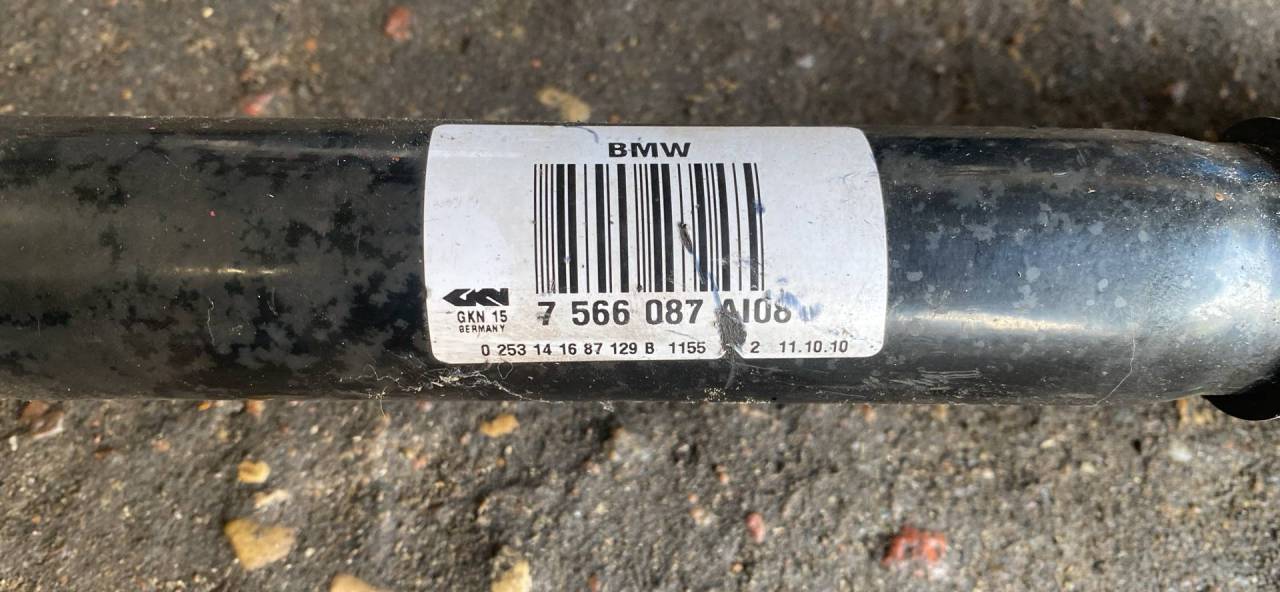 BMW
GKN
GKN 15
GERMANY
7 566 087 AI08
0 253 14 16 87 129 B 1155 2 11.10.10